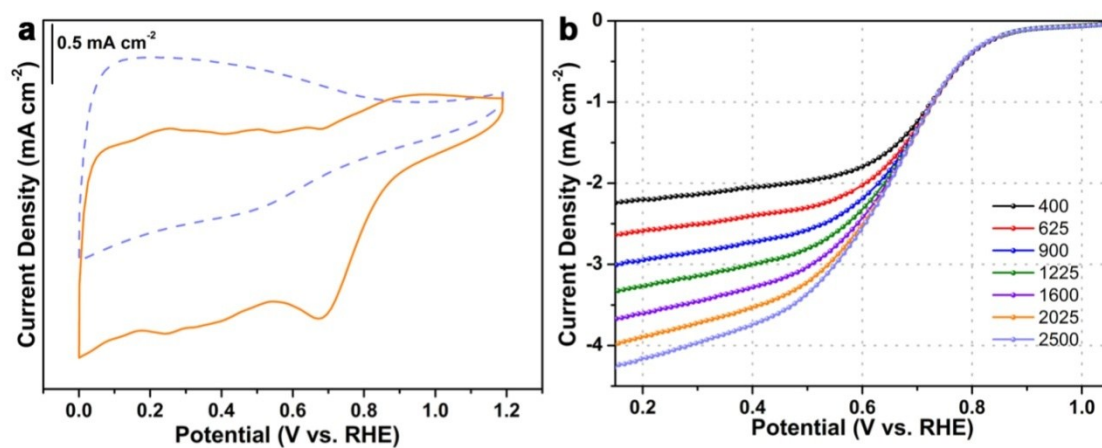 a
0.5 mA cm-2
Current Density (mA cm-2)
0.0 0.2 0.4 0.6 0.8 1.0 1.2
Potential (V vs. RHE)
b
Current Density (mA cm-2)
0
-1
-2
-3
-4
400
625
900
1225
1600
2025
2500
0.2 0.4 0.6 0.8 1.0
Potential (V vs. RHE)